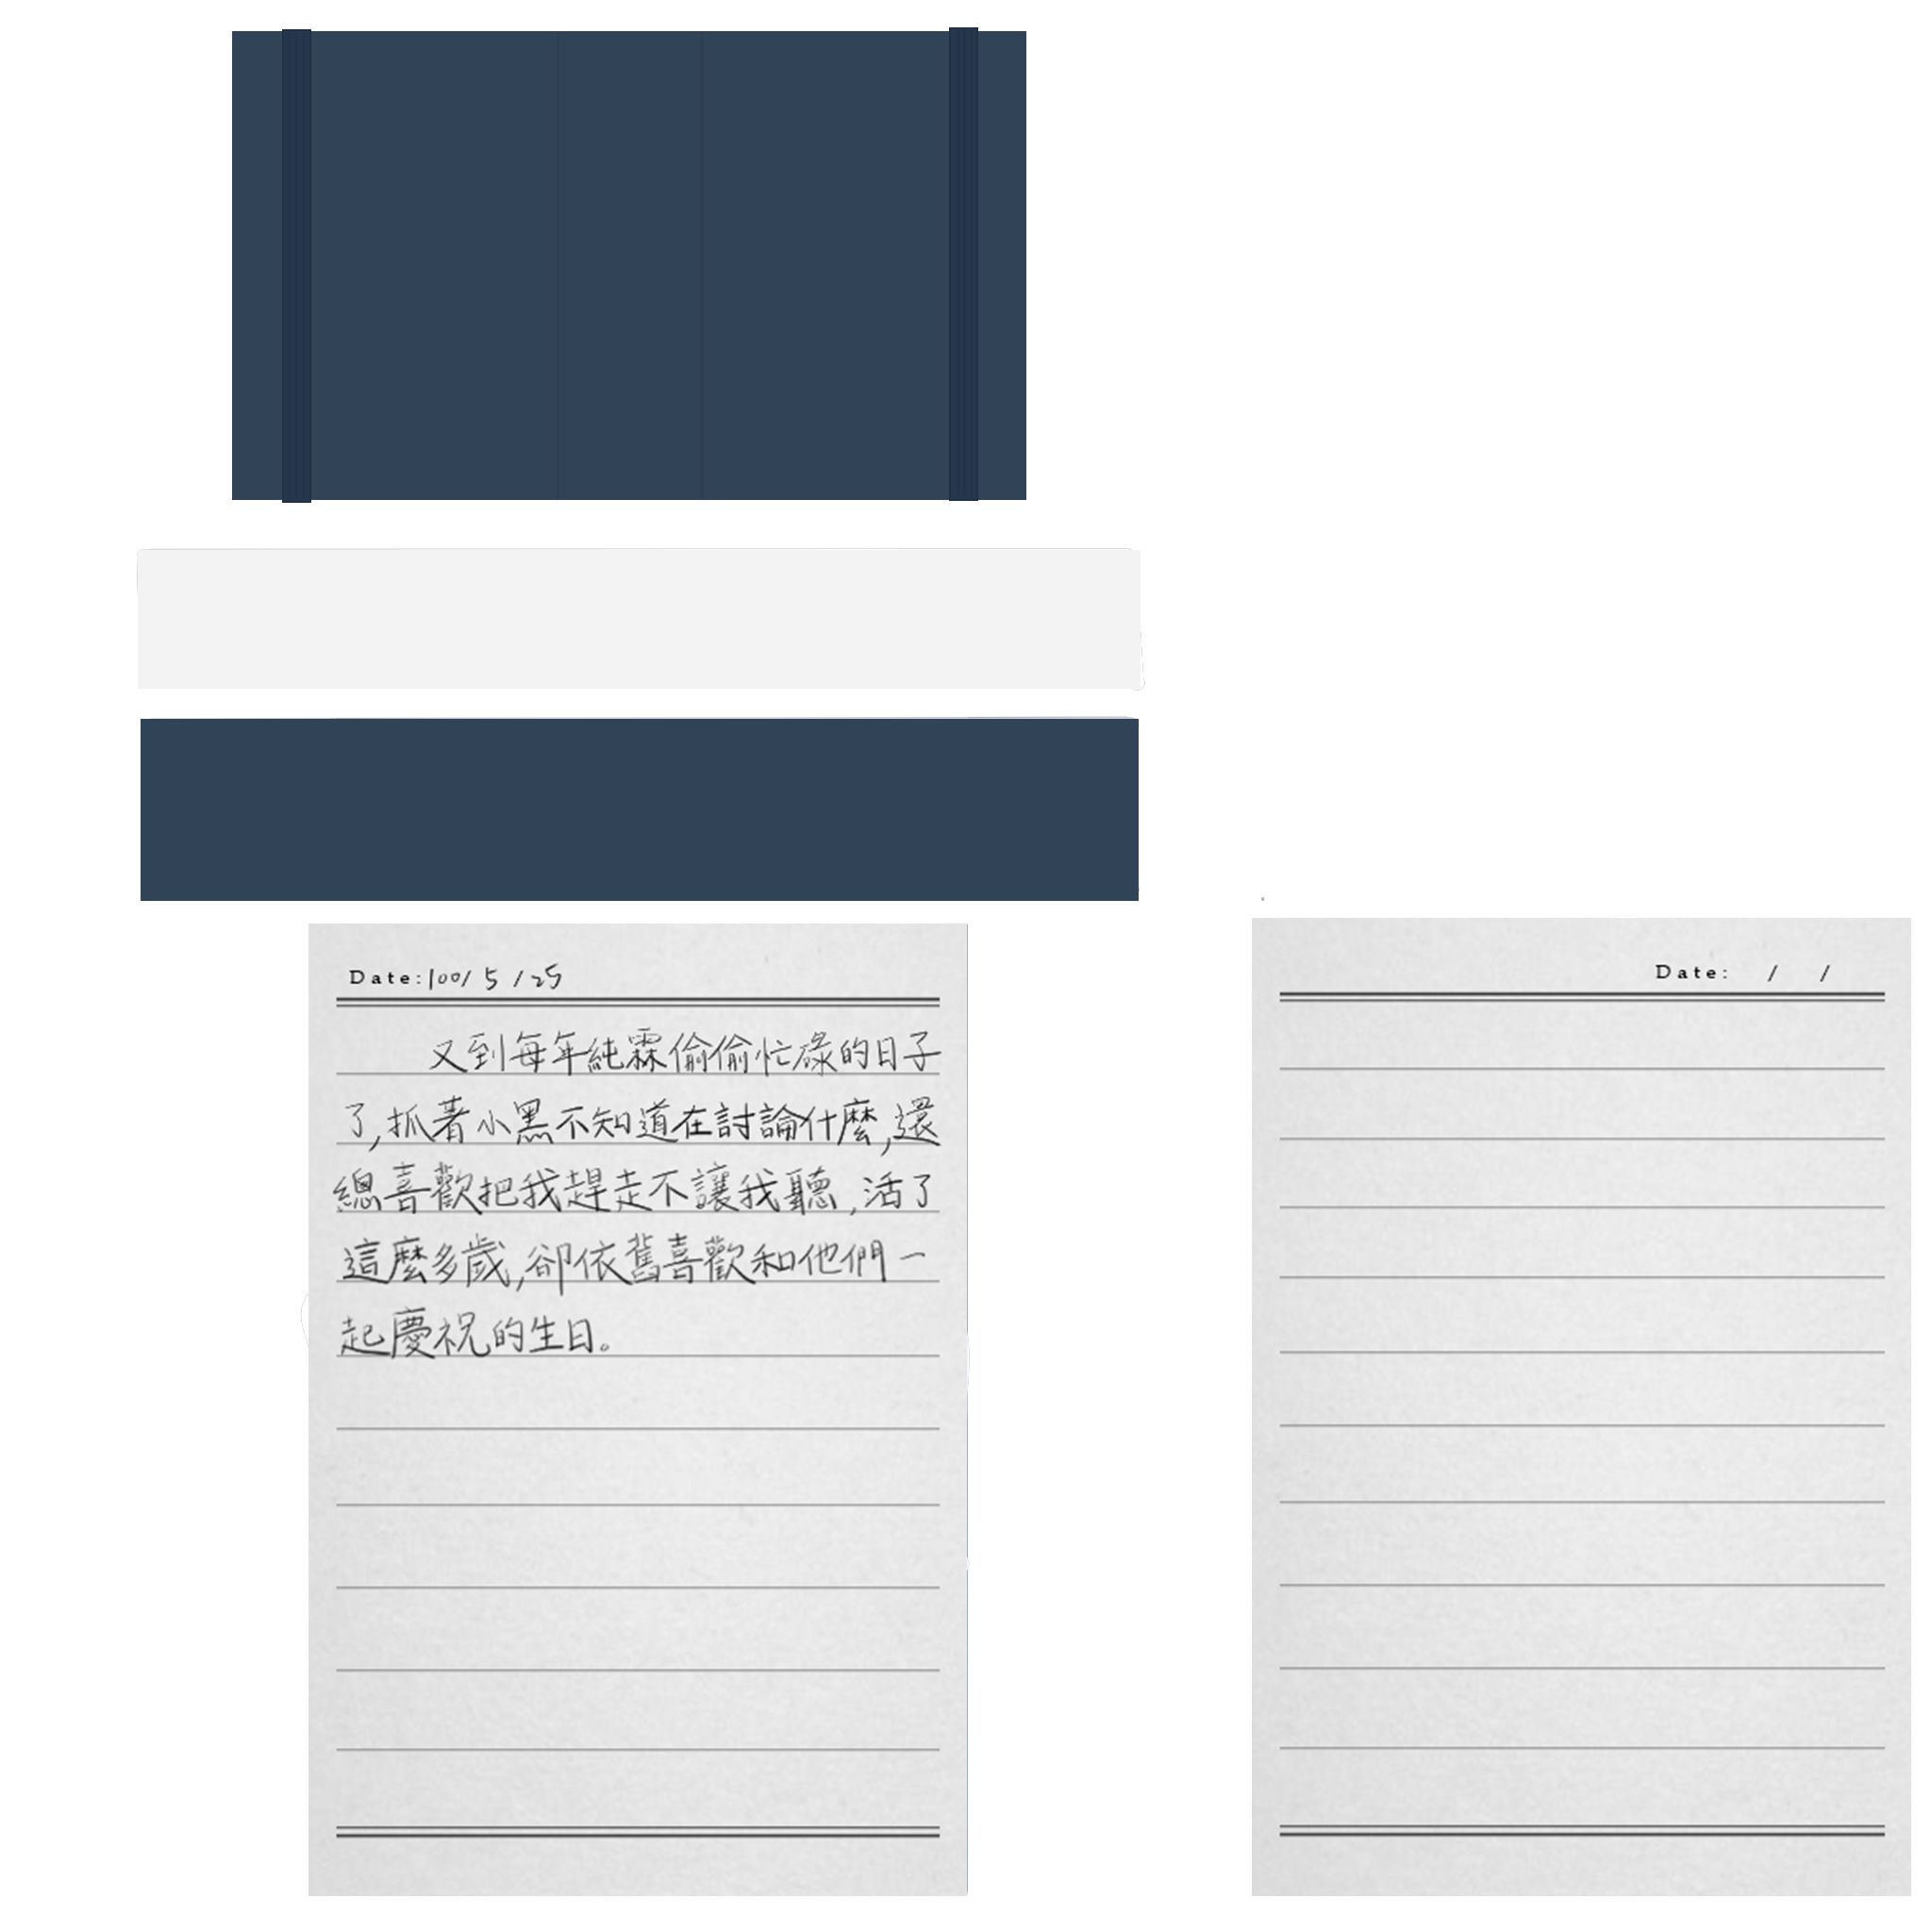 Date:100/ 5 /25
又到每年純霖偷偷忙碌的日子
了,抓著小黑不知道在討論什麼,還
總喜歡把我趕走不讓我聽,活了
這麼多歲,卻依舊喜歡和他們一
起慶祝的生日。
Date: / /